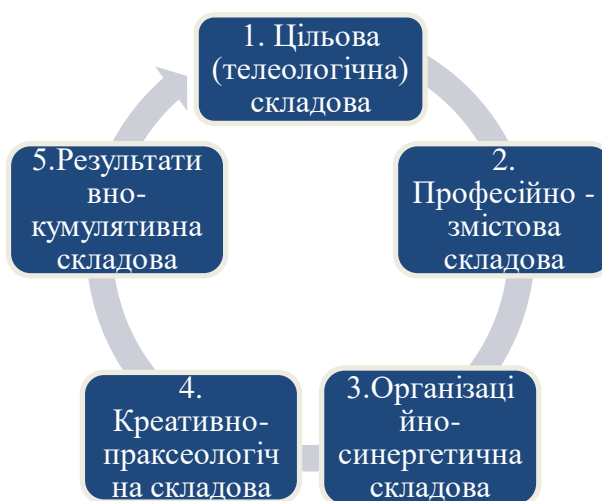 1. Цільова
(телеологічна)
складова
2.
Професійно -
змістова
складова
3.Організаці
йно-
синергетична
складова
4.
Креативно-
праксеологіч
на складова
5.Результати
вно-
кумулятивна
складова